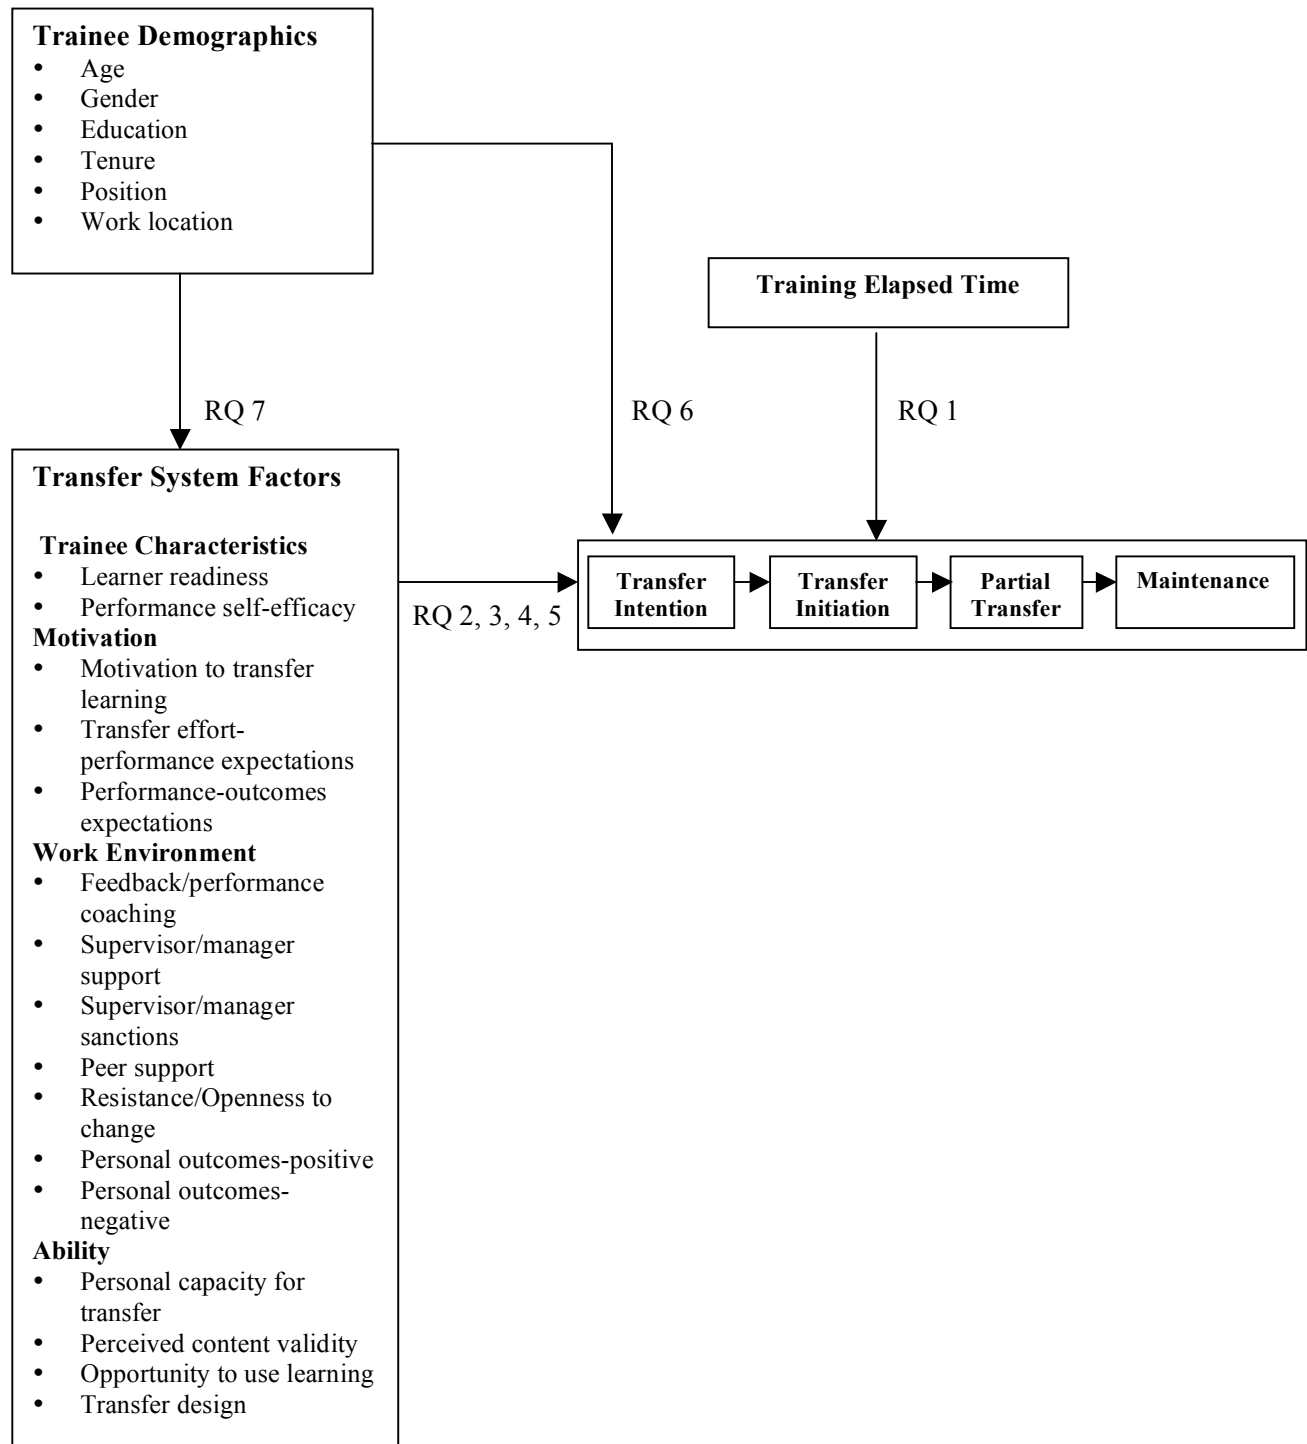 Trainee Demographics
• Age
• Gender
• Education
• Tenure
• Position
• Work location
Training Elapsed Time
RQ 7
RQ 6
RQ 1
Transfer System Factors
Trainee Characteristics
• Learner readiness
• Performance self-efficacy
Motivation
• Motivation to transfer
learning
• Transfer effort-
performance expectations
• Performance-outcomes
expectations
Work Environment
• Feedback/performance
coaching
• Supervisor/manager
support
• Supervisor/manager
sanctions
• Peer support
• Resistance/Openness to
change
• Personal outcomes-positive
• Personal outcomes-
negative
Ability
• Personal capacity for
transfer
• Perceived content validity
• Opportunity to use learning
• Transfer design
RQ 2, 3, 4, 5
Transfer
Intention
Transfer
Initiation
Partial
Transfer
Maintenance